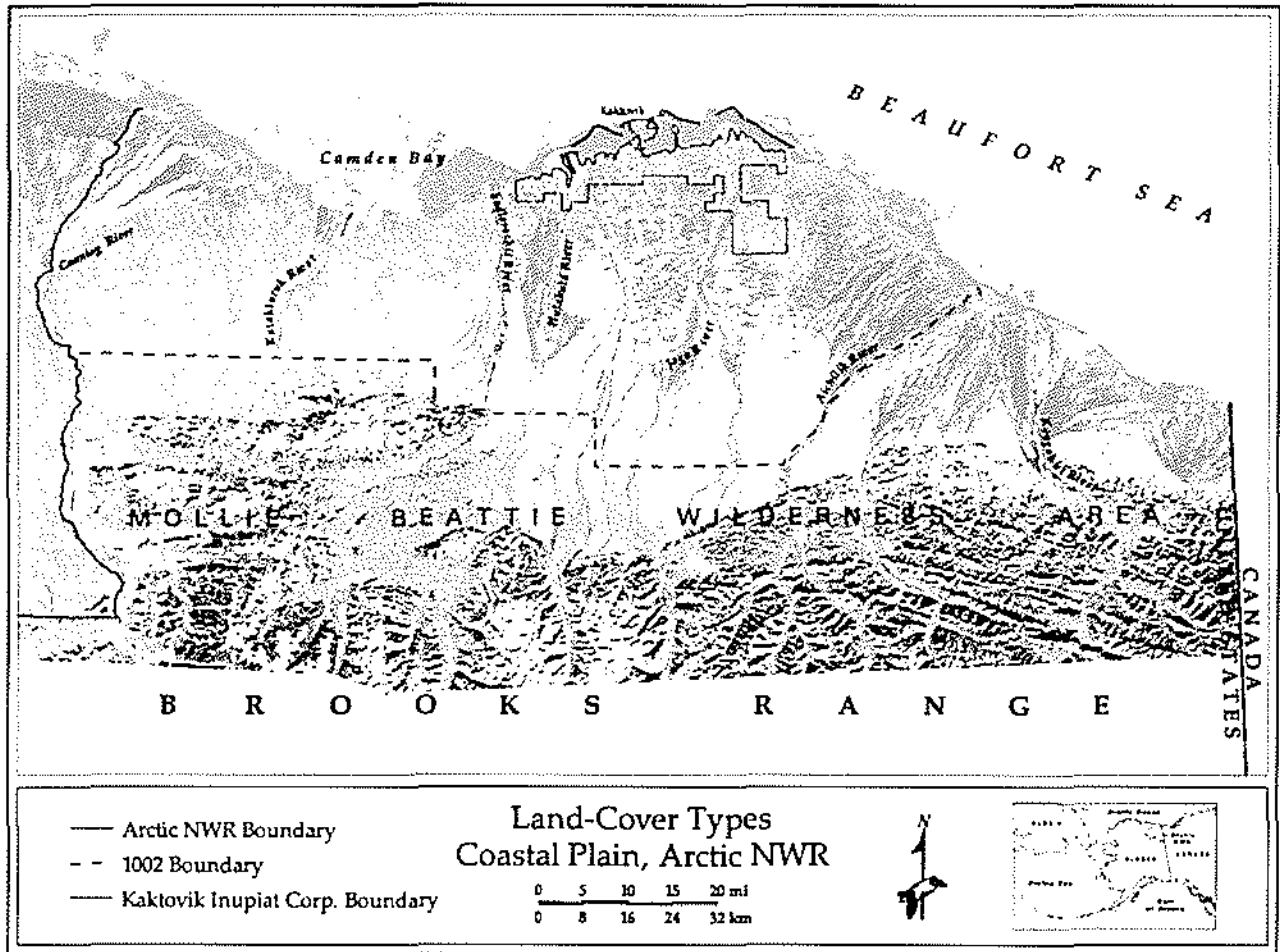 BEAUFORT SEA
Kaktovik
Camden Bay
Canning River
Katakturuk River
Hulahula River
Jago River
Aichilik River
MOLLIE BEATTIE WILDERNESS AREA
UNITED STATES
CANADA
BROOKS RANGE
Arctic NWR Boundary
1002 Boundary
Kaktovik Inupiat Corp. Boundary
Land-Cover Types
Coastal Plain, Arctic NWR
0 5 10 15 20 mi
0 8 16 24 32 km
N